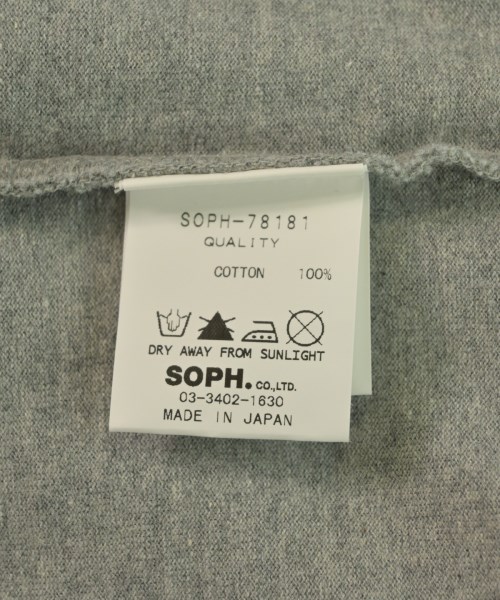 SOPH-78181
QUALITY
COTTON 100%
DRY AWAY FROM SUNLIGHT
SOPH. CO.,LTD.
03-3402-1630
MADE IN JAPAN